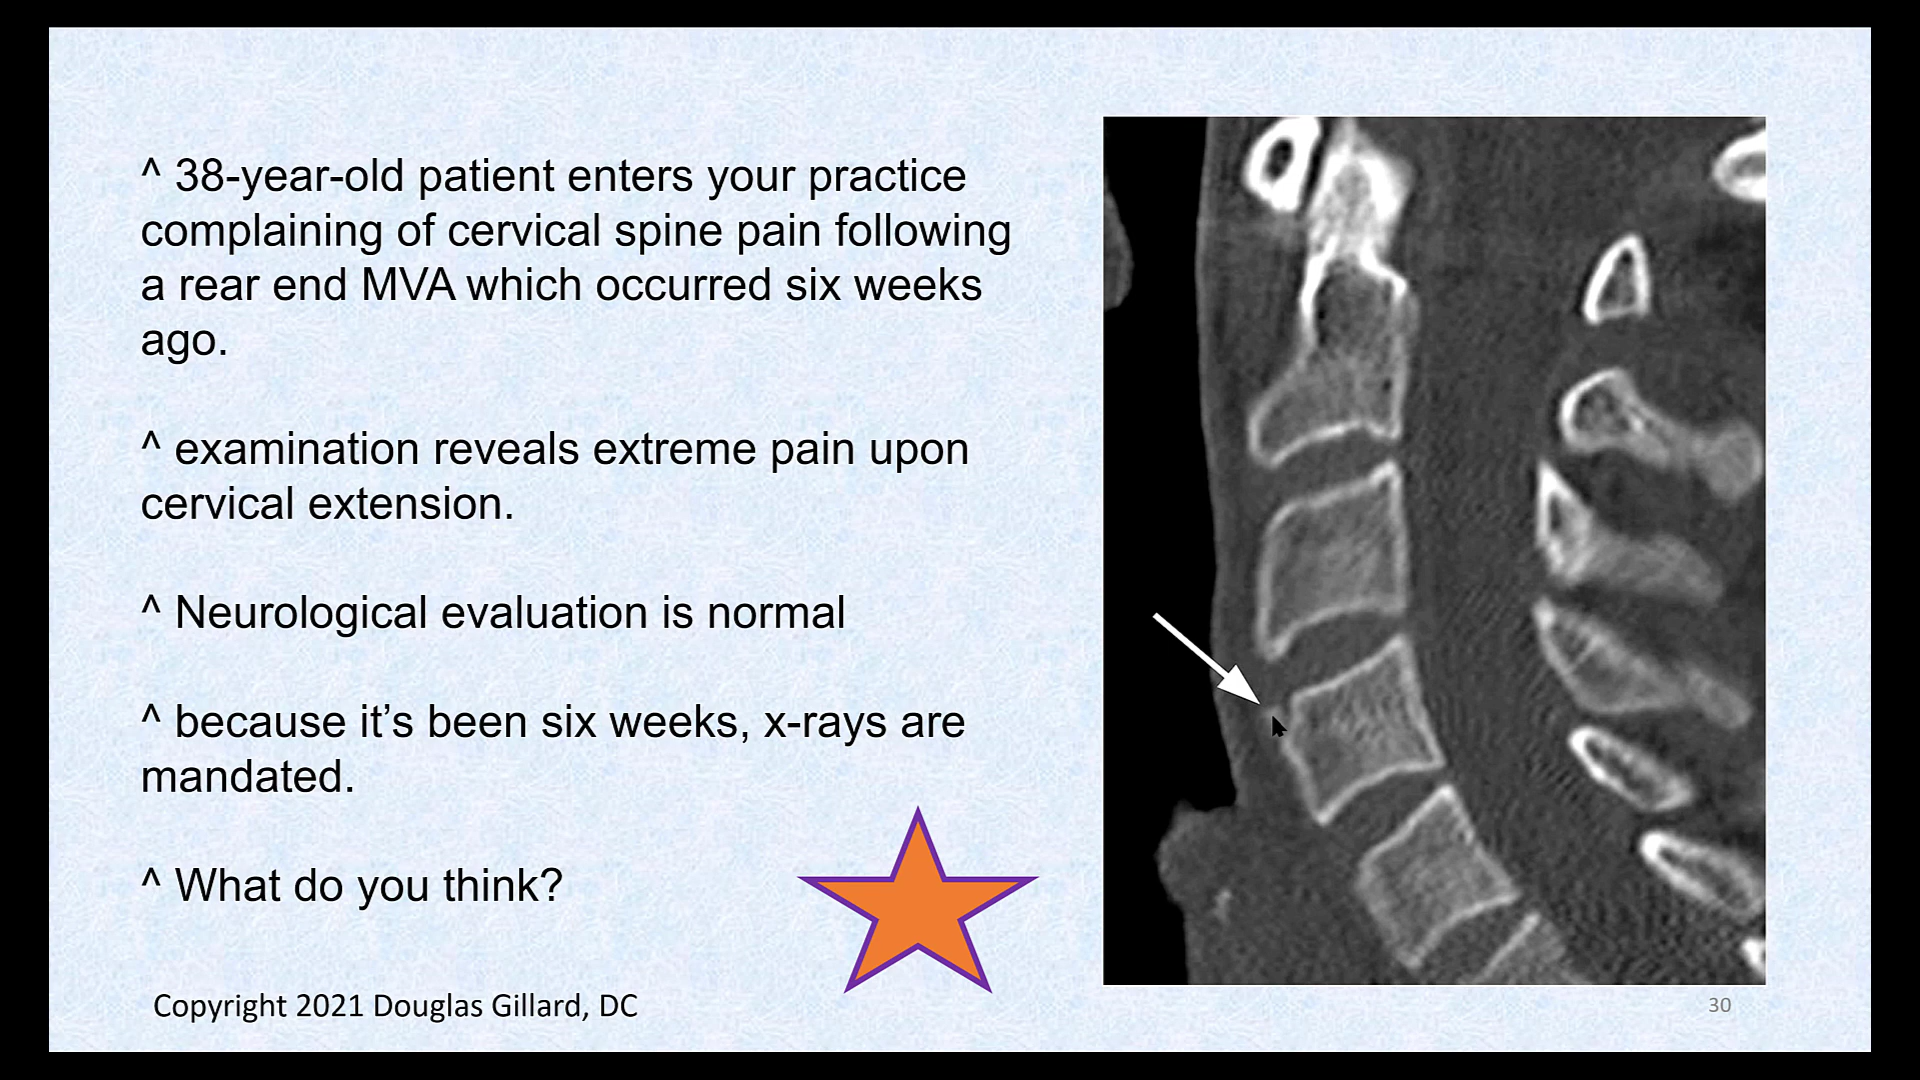 ^ 38-year-old patient enters your practice
complaining of cervical spine pain following
a rear end MVA which occurred six weeks
ago.
^ examination reveals extreme pain upon
cervical extension.
^ Neurological evaluation is normal
^ because it’s been six weeks, x-rays are
mandated.
^ What do you think?
Copyright 2021 Douglas Gillard, DC
30